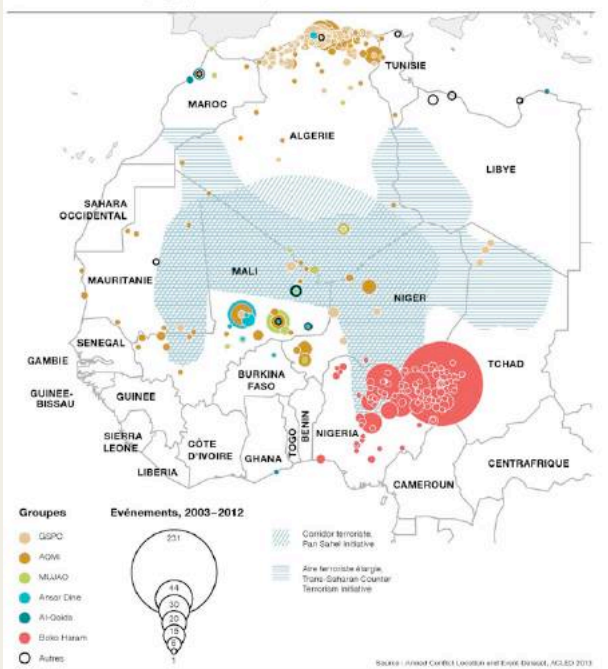 TUNISIE
MAROC
ALGERIE
LIBYE
SAHARA
OCCIDENTAL
MAURITANIE
MALI
NIGER
TCHAD
SENEGAL
GAMBIE
GUINEE-
BISSAU
GUINEE
BURKINA
FASO
SIERRA
LEONE
CÔTE
D'IVOIRE
LIBERIA
GHANA
TOGO
BENIN
NIGERIA
CAMEROUN
CENTRAFRIQUE
Groupes
GSPC
AQMI
MUJAO
Ansar Dine
Al-Qaida
Boko Haram
Autres
Evénements, 2003–2012
231
44
30
20
15
6
1
Corridor terroriste,
Pan Sahel Initiative
Aire terroriste élargie,
Trans-Saharan Counter
Terrorism Initiative
Source : Armed Conflict Location and Event Dataset, ACLED 2013